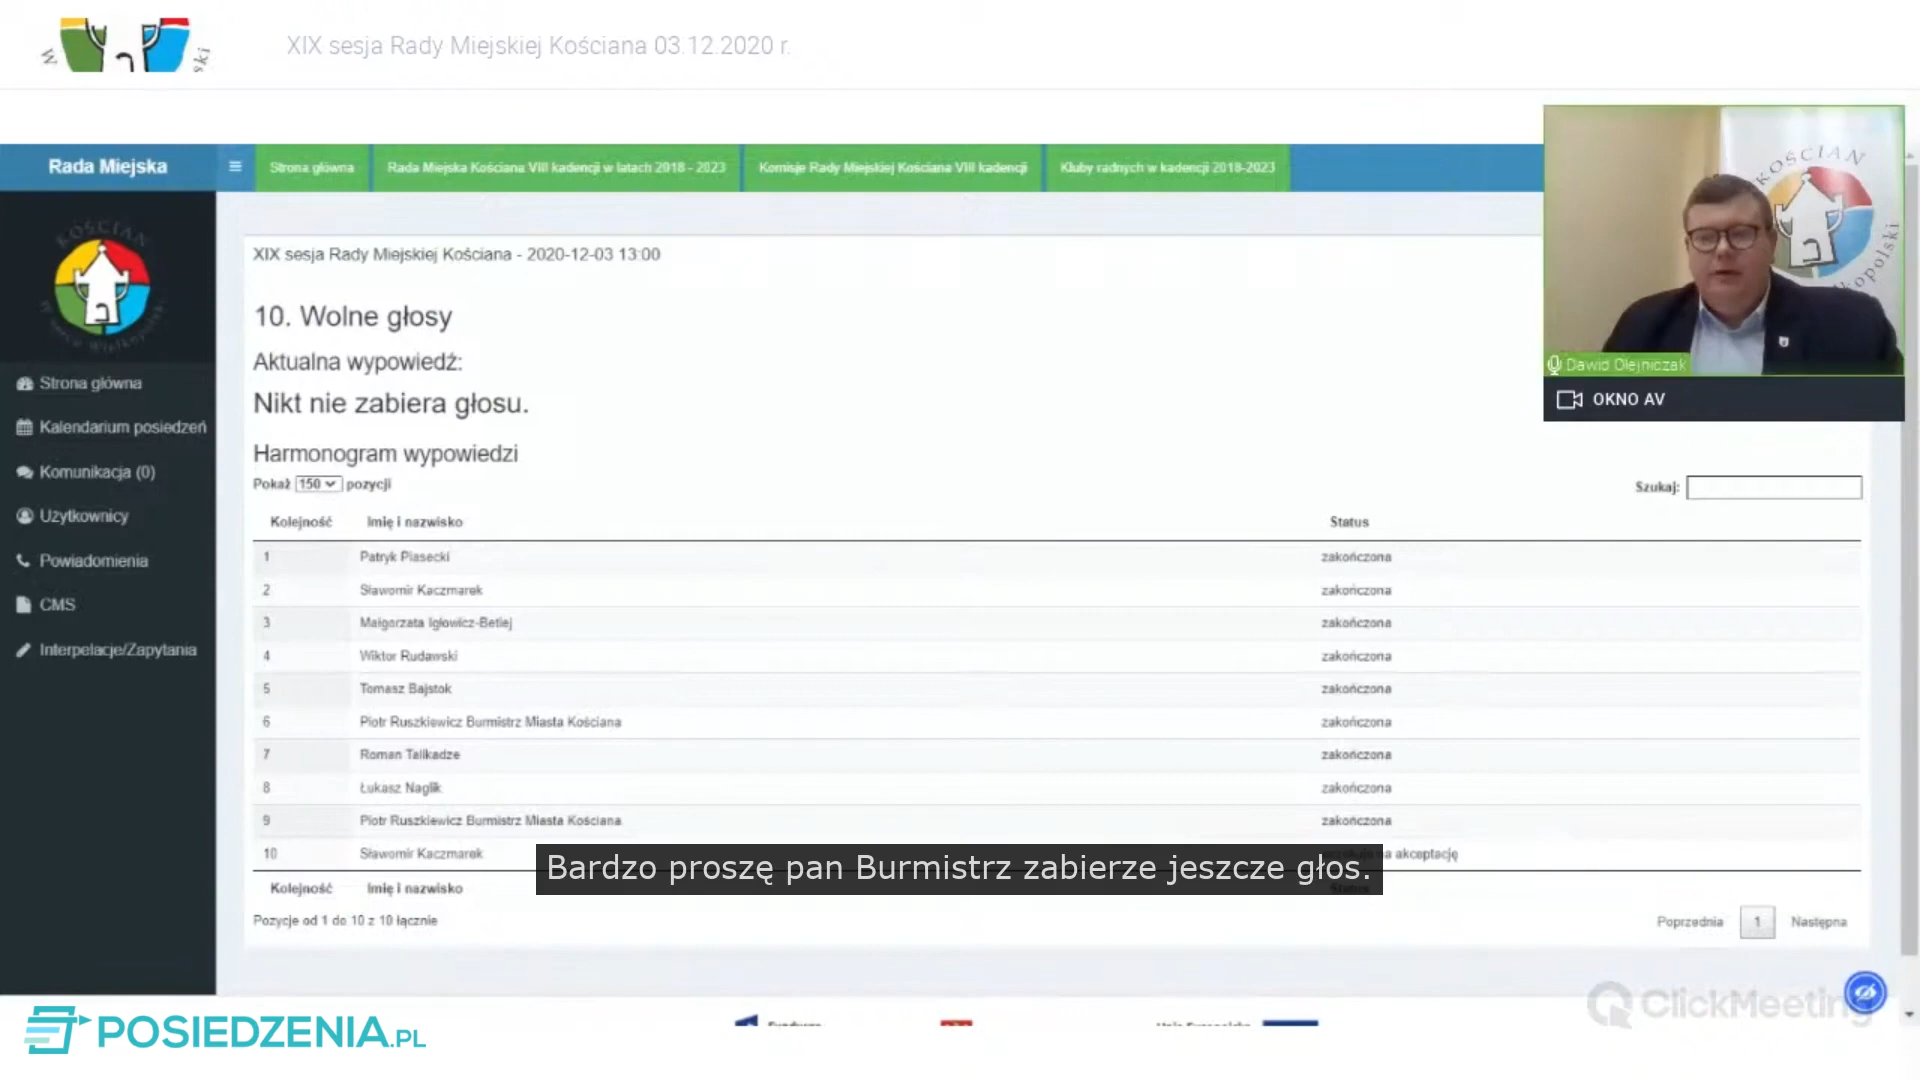 XIX sesja Rady Miejskiej Kościana 03.12.2020 r.
Rada Miejska
Strona główna
Rada Miejska Kościana VIII kadencji w latach 2018 - 2023
Komisje Rady Miejskiej Kościana VIII kadencji
Kluby radnych w kadencji 2018-2023
KOŚCIAN
Strona główna
Kalendarium posiedzeń
Komunikacja (0)
Użytkownicy
Powiadomienia
CMS
Interpelacje/Zapytania
XIX sesja Rady Miejskiej Kościana - 2020-12-03 13:00
10. Wolne głosy
Aktualna wypowiedź:
Nikt nie zabiera głosu.
Harmonogram wypowiedzi
Pokaż 150 pozycji
Szukaj:
Kolejność Imię i nazwisko Status
1 Patryk Piasecki zakończona
2 Sławomir Kaczmarek zakończona
3 Małgorzata Igłowicz-Betlej zakończona
4 Wiktor Rudawski zakończona
5 Tomasz Bajstok zakończona
6 Piotr Ruszkiewicz Burmistrz Miasta Kościana zakończona
7 Roman Talikadze zakończona
8 Łukasz Naglik zakończona
9 Piotr Ruszkiewicz Burmistrz Miasta Kościana zakończona
10 Sławomir Kaczmarek na akceptację
Bardzo proszę pan Burmistrz zabierze jeszcze głos.
Kolejność Imię i nazwisko
Pozycje od 1 do 10 z 10 łącznie
Poprzednia 1 Następna
KOŚCIAN
Dawid Olejniczak
OKNO AV
ClickMeeting
POSIEDZENIA.PL